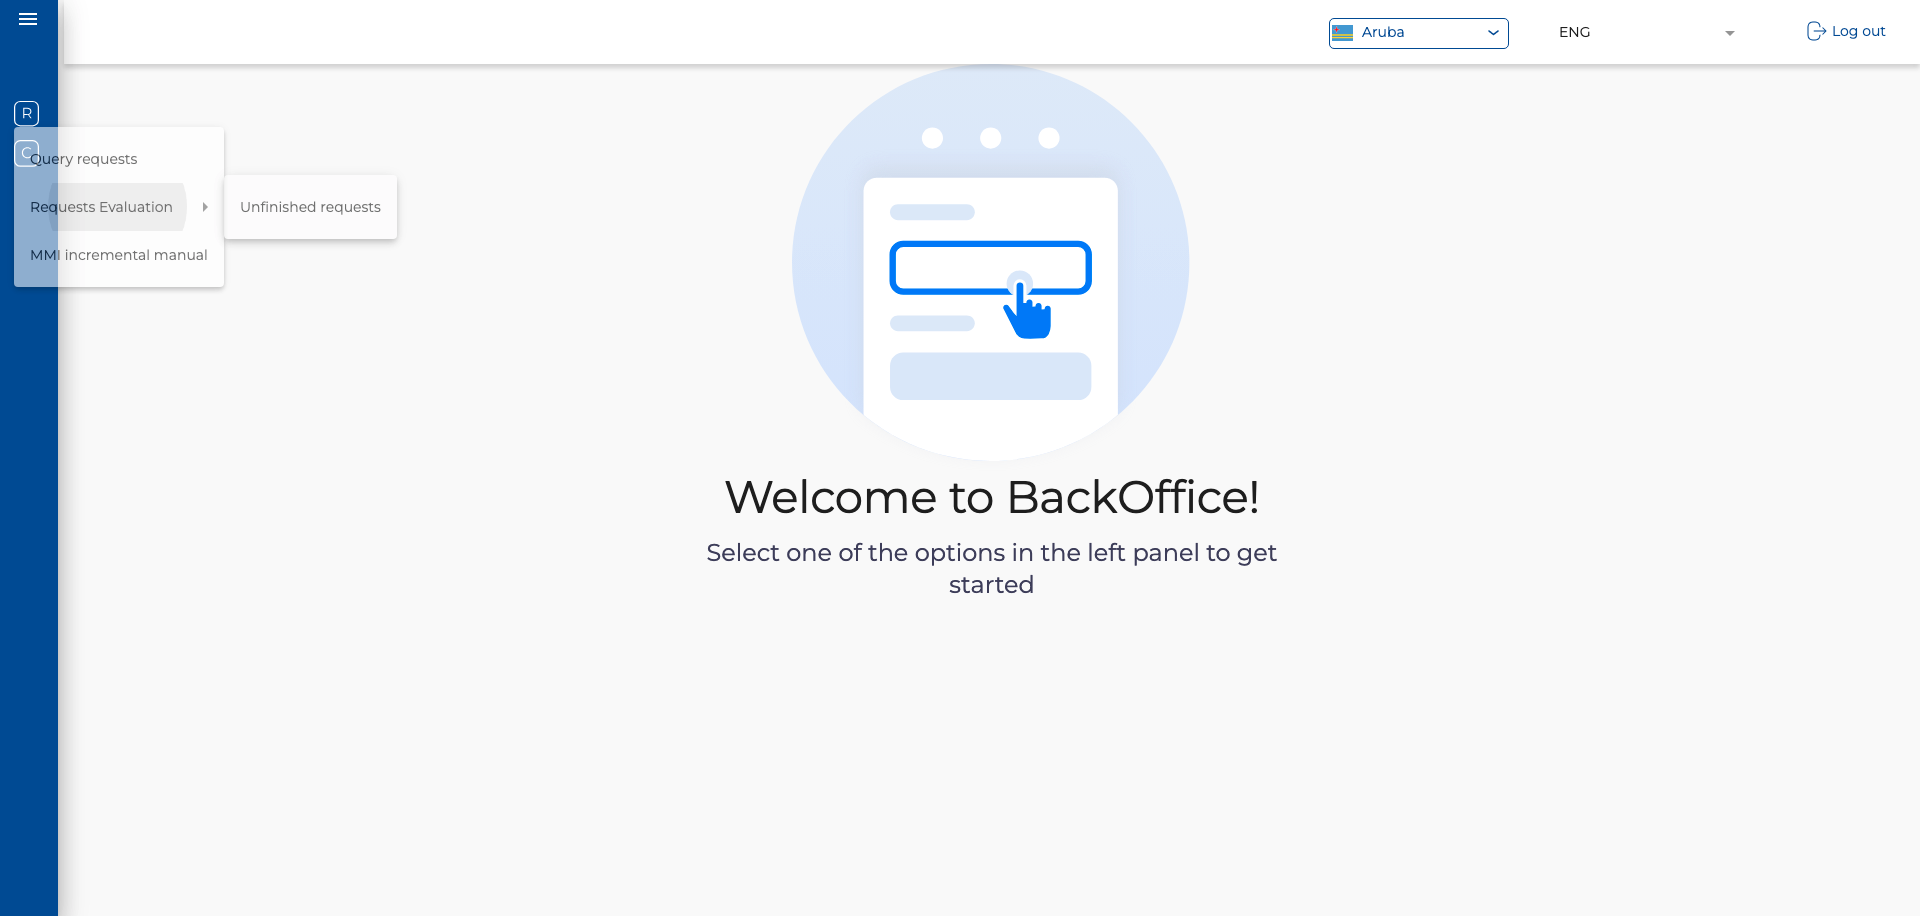 Aruba
ENG
Log out
R
C
Query requests
Requests Evaluation
Unfinished requests
MMI incremental manual
Welcome to BackOffice!
Select one of the options in the left panel to get
started